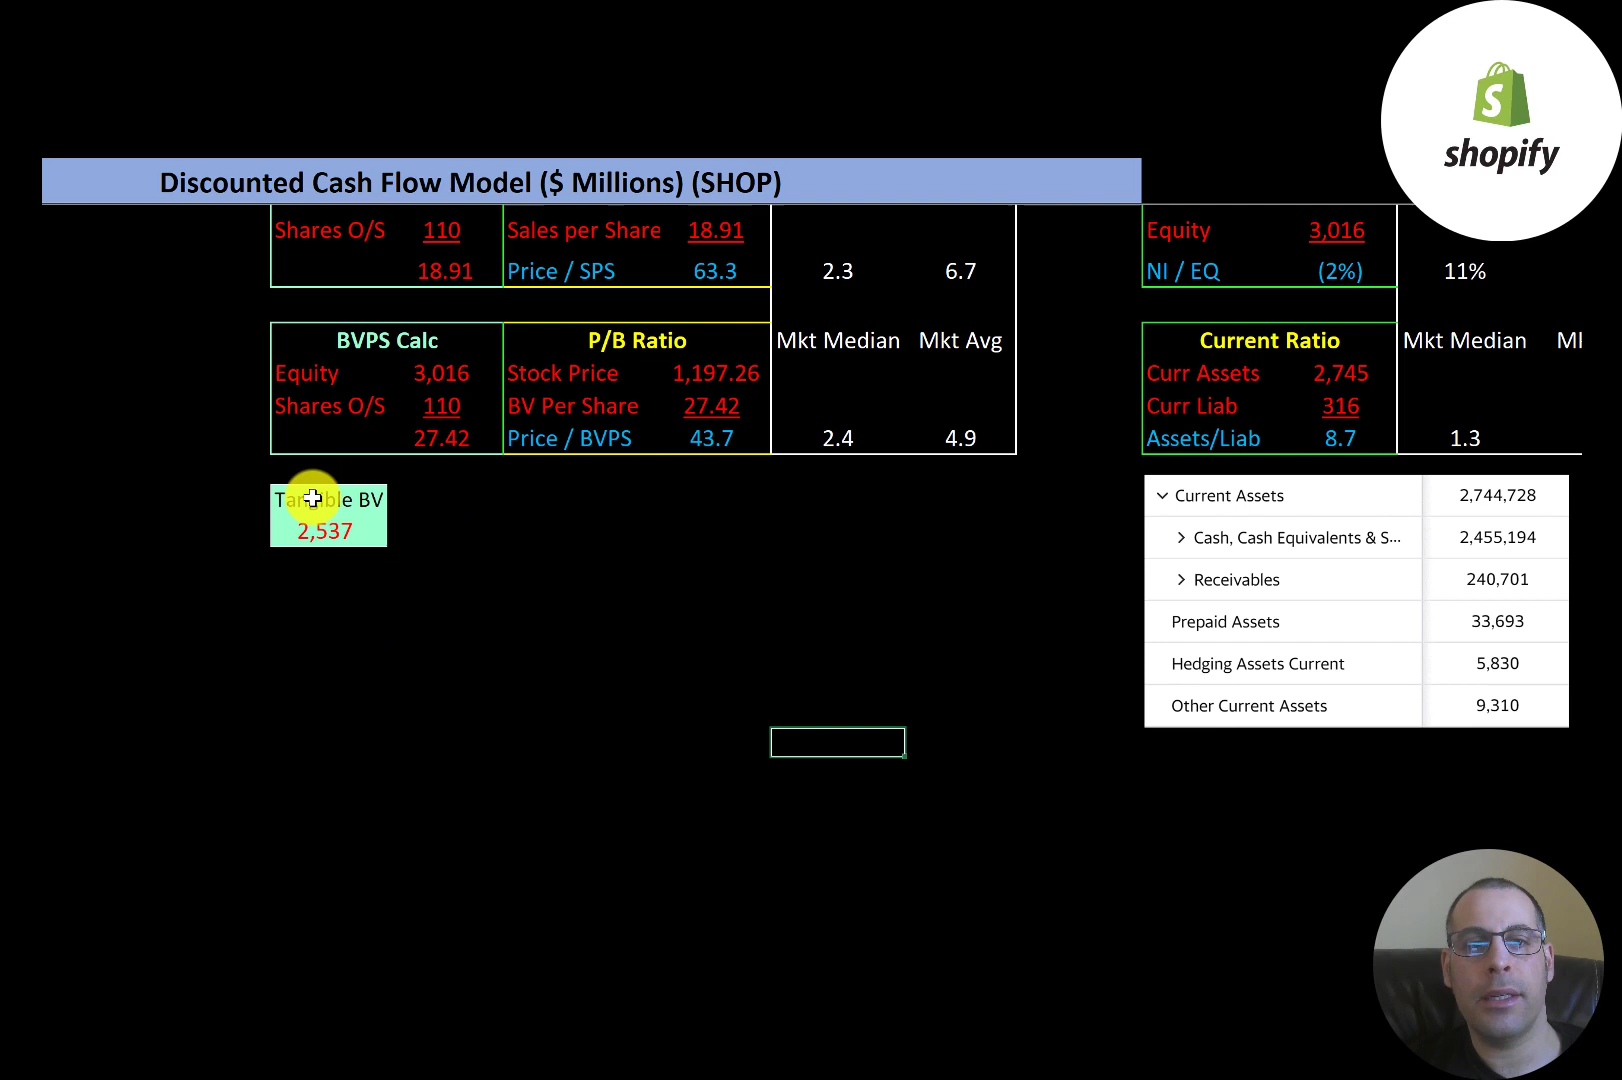 shopify
Discounted Cash Flow Model ($ Millions) (SHOP)
Shares O/S 110 Sales per Share 18.91 Equity 3,016
18.91 Price / SPS 63.3 2.3 6.7 NI / EQ (2%) 11%
BVPS Calc P/B Ratio Mkt Median Mkt Avg Current Ratio Mkt Median
Equity 3,016 Stock Price 1,197.26 Curr Assets 2,745
Shares O/S 110 BV Per Share 27.42 Curr Liab 316
27.42 Price / BVPS 43.7 2.4 4.9 Assets/Liab 8.7 1.3
Tangible BV
2,537
Current Assets 2,744,728
Cash, Cash Equivalents & S... 2,455,194
Receivables 240,701
Prepaid Assets 33,693
Hedging Assets Current 5,830
Other Current Assets 9,310